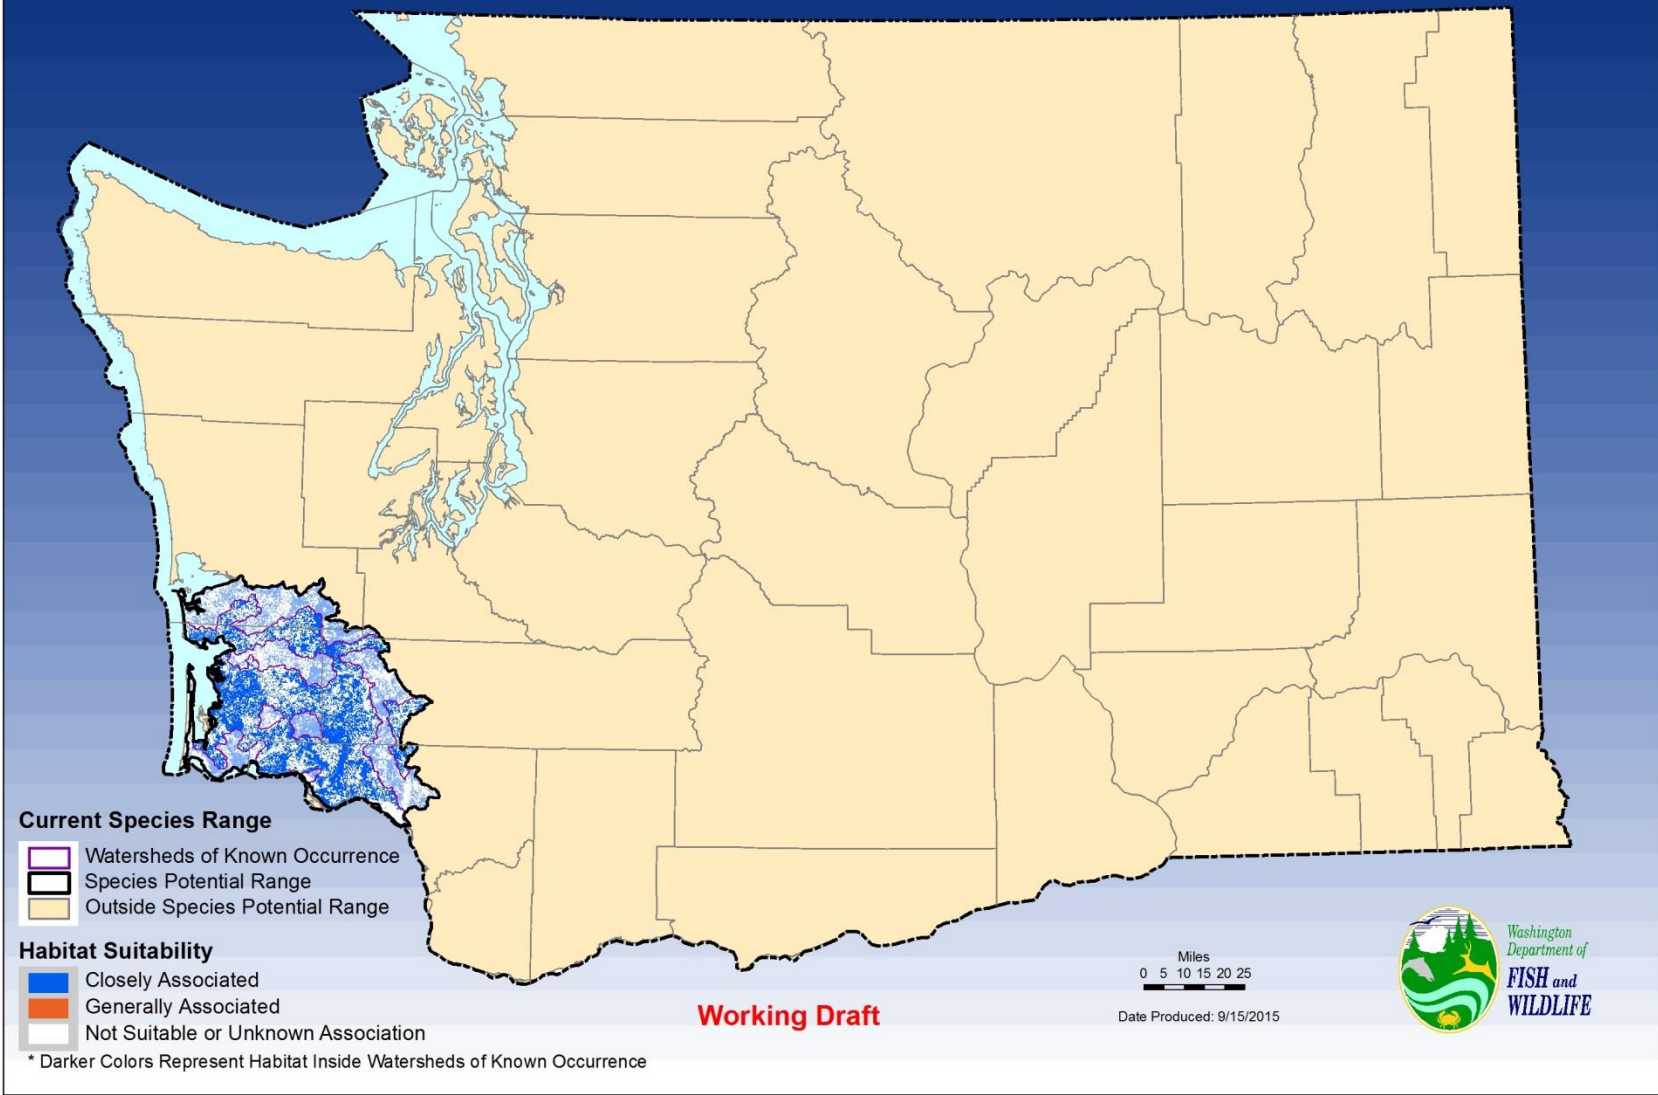 Current Species Range
Watersheds of Known Occurrence
Species Potential Range
Outside Species Potential Range
Habitat Suitability
Closely Associated
Generally Associated
Not Suitable or Unknown Association
* Darker Colors Represent Habitat Inside Watersheds of Known Occurrence
Working Draft
Miles
0 5 10 15 20 25
Date Produced: 9/15/2015
Washington
Department of
FISH and
WILDLIFE